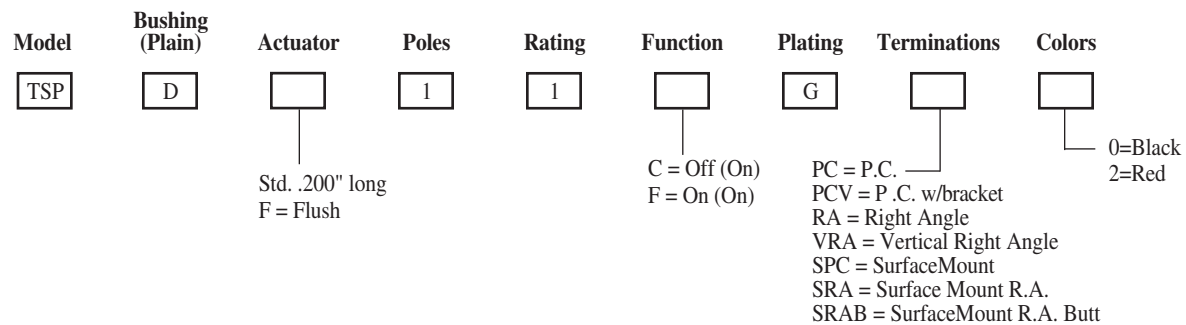 Model Bushing (Plain) Actuator Poles Rating Function Plating Terminations Colors
TSP D 1 1 G
Std. .200" long
F = Flush
C = Off (On)
F = On (On)
PC = P.C.
PCV = P .C. w/bracket
RA = Right Angle
VRA = Vertical Right Angle
SPC = SurfaceMount
SRA = Surface Mount R.A.
SRAB = SurfaceMount R.A. Butt
0=Black
2=Red